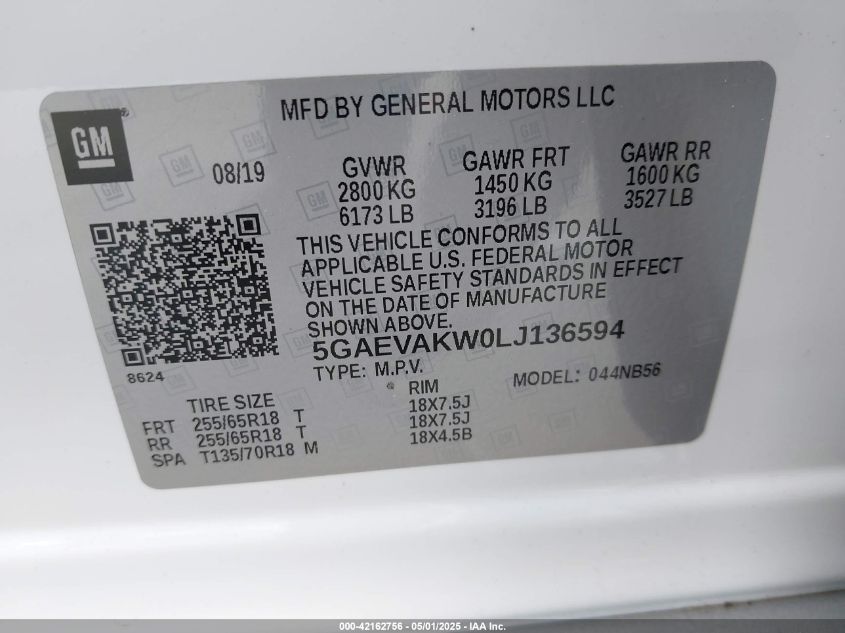 GM
MFD BY GENERAL MOTORS LLC
08/19
GVWR GAWR FRT GAWR RR
2800 KG 1450 KG 1600 KG
6173 LB 3196 LB 3527 LB
THIS VEHICLE CONFORMS TO ALL
APPLICABLE U.S. FEDERAL MOTOR
VEHICLE SAFETY STANDARDS IN EFFECT
ON THE DATE OF MANUFACTURE
SHOWN ABOVE.
5GAEVAKW0LJ136594
8624
TYPE: M.P.V. MODEL: 044NB56
TIRE SIZE RIM
FRT 255/65R18 T 18X7.5J
RR 255/65R18 T 18X7.5J
SPA T135/70R18 M 18X4.5B
000-42162756 - 05/01/2025 - IAA Inc.